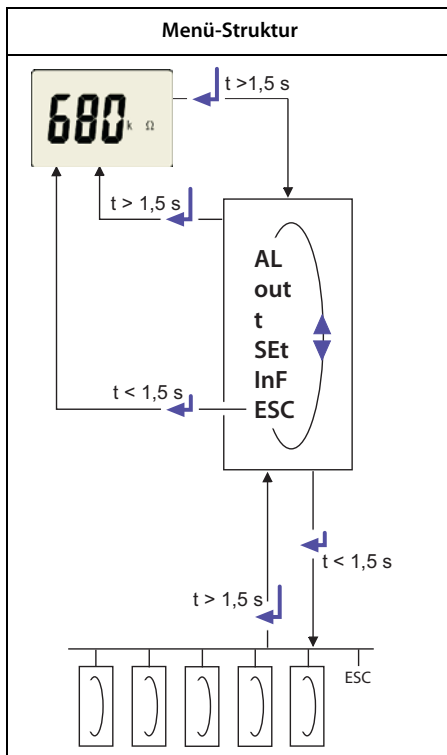 Menü-Struktur
t >1,5 s
680 k Ω
t > 1,5 s
AL
out
t
SEt
InF
ESC
t < 1,5 s
t < 1,5 s
t > 1,5 s
ESC